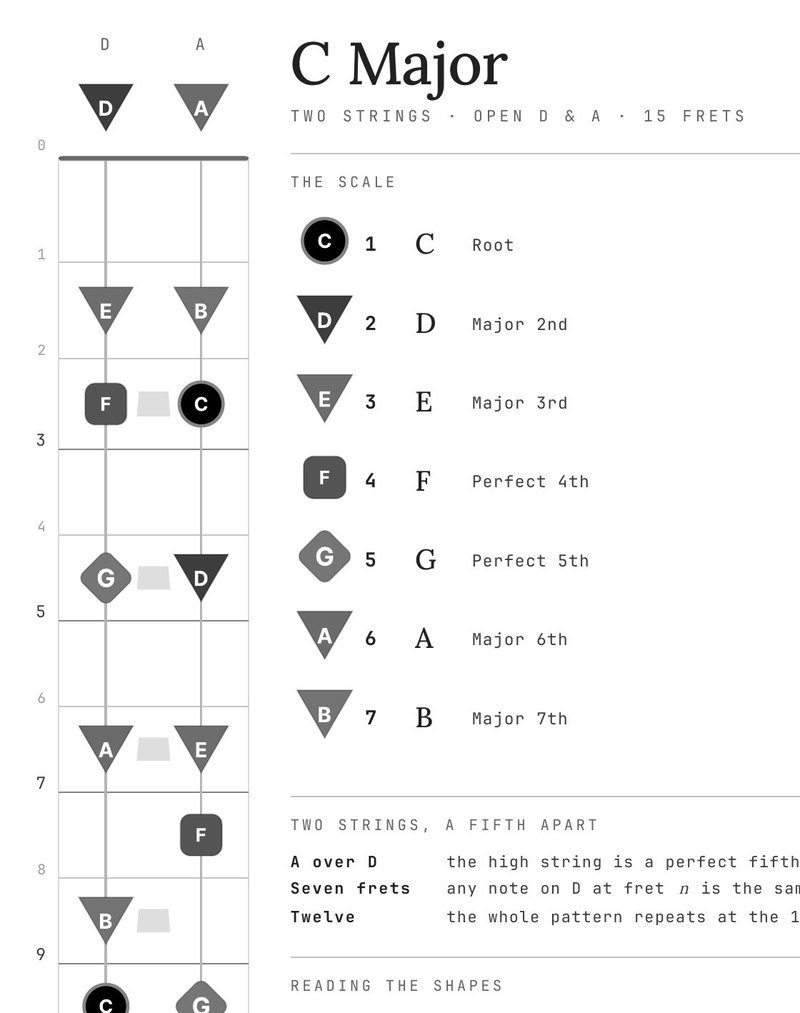 D A
D A
0
1
E B
2
F C
3
4
G D
5
6
A E
7
F
8
B
9
C G
C Major
TWO STRINGS · OPEN D & A · 15 FRETS
THE SCALE
C 1 C Root
D 2 D Major 2nd
E 3 E Major 3rd
F 4 F Perfect 4th
G 5 G Perfect 5th
A 6 A Major 6th
B 7 B Major 7th
TWO STRINGS, A FIFTH APART
A over D the high string is a perfect fifth
Seven frets any note on D at fret n is the
Twelve the whole pattern repeats at the
READING THE SHAPES